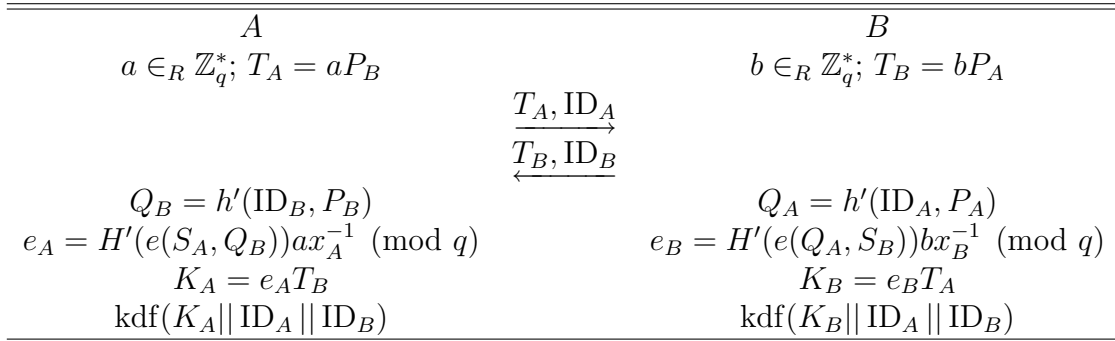 A B
a ∈_R ℤ_q^*; T_A = aP_B b ∈_R ℤ_q^*; T_B = bP_A
T_A, ID_A
T_B, ID_B
Q_B = h′(ID_B, P_B) Q_A = h′(ID_A, P_A)
e_A = H′(e(S_A, Q_B))ax_A^{-1} (mod q) e_B = H′(e(Q_A, S_B))bx_B^{-1} (mod q)
K_A = e_A T_B K_B = e_B T_A
kdf(K_A|| ID_A || ID_B) kdf(K_B|| ID_A || ID_B)